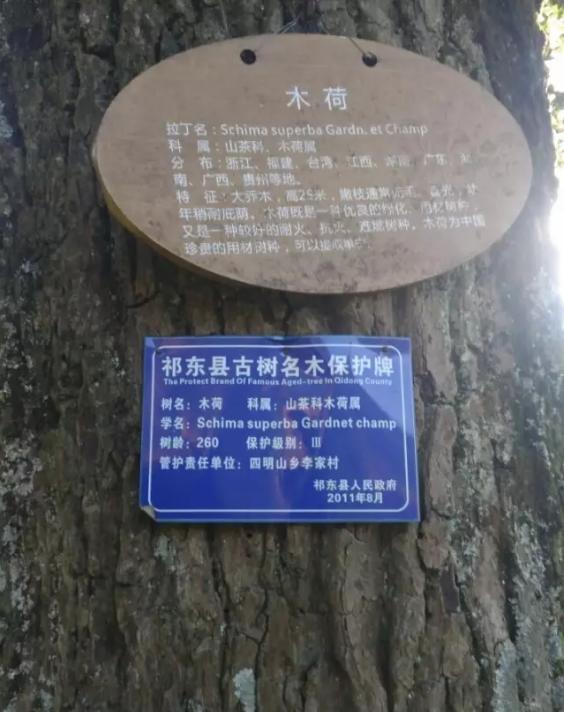 木荷
拉丁名：Schima superba Gardn. et Champ
科 属：山茶科、木荷属
分 布：浙江、福建、台湾、江西、湖南、广东、
南、广西、贵州等地。
特 征：大乔木，高25米，嫩枝通常
年稍耐庇荫。木荷既是一种优良的绿化、用材树种，
又是一种较好的耐火、抗火、难燃树种。木荷为中国
珍贵的用材树种，可以提取单宁。
祁东县古树名木保护牌
The Protect Brand Of Famous Aged-tree In Qidong County
树名：木荷 科属：山茶科木荷属
学名：Schima superba Gardnet champ
树龄：260 保护级别：Ⅲ
管护责任单位：四明山乡李家村
祁东县人民政府
2011年8月